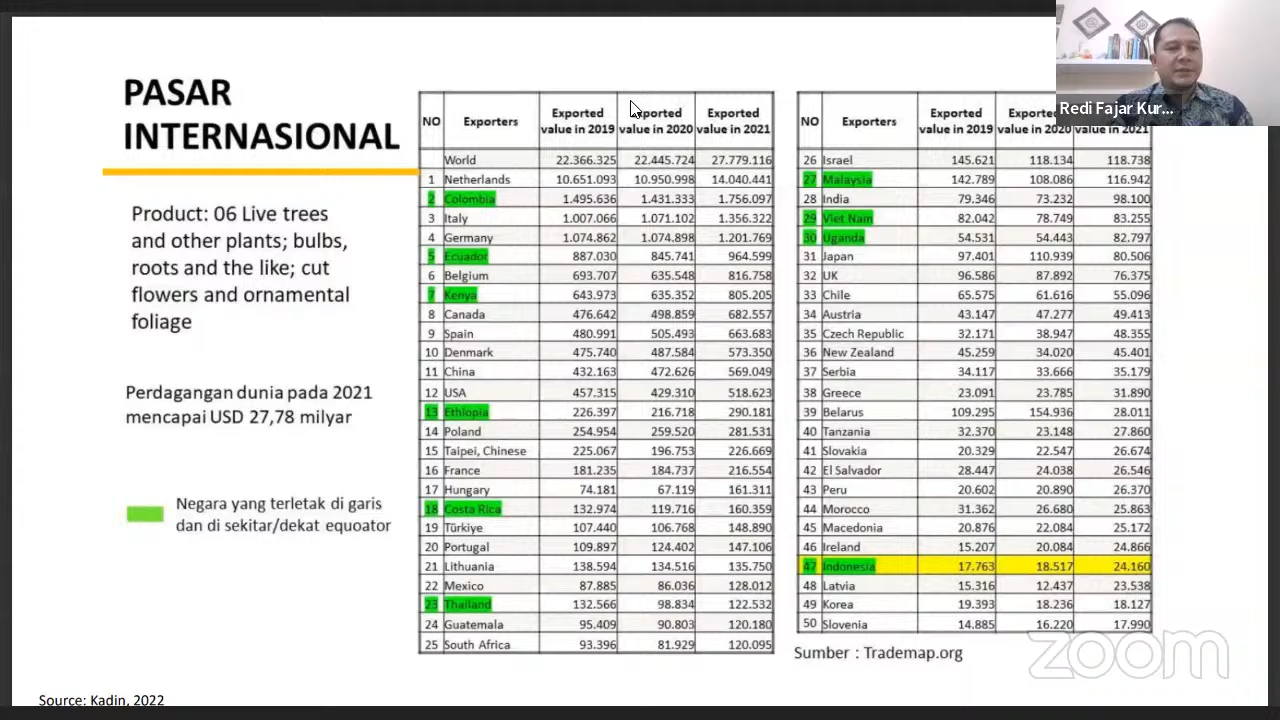 PASAR
INTERNASIONAL
Product: 06 Live trees
and other plants; bulbs,
roots and the like; cut
flowers and ornamental
foliage
Perdagangan dunia pada 2021
mencapai USD 27,78 milyar
Negara yang terletak di garis
dan di sekitar/dekat equoator
NO Exporters Exported value in 2019 Exported value in 2020 Exported value in 2021
World 22.366.325 22.445.724 27.779.116
1 Netherlands 10.651.093 10.950.998 14.040.441
2 Colombia 1.495.636 1.431.333 1.756.097
3 Italy 1.007.066 1.071.102 1.356.322
4 Germany 1.074.862 1.074.898 1.201.769
5 Ecuador 887.030 845.741 964.599
6 Belgium 693.707 635.548 816.758
7 Kenya 643.973 635.352 805.205
8 Canada 476.642 498.859 682.557
9 Spain 480.991 505.493 663.683
10 Denmark 475.740 487.584 573.350
11 China 432.163 472.626 569.049
12 USA 457.315 429.310 518.623
13 Ethiopia 226.397 216.718 290.181
14 Poland 254.954 259.520 281.531
15 Taipei, Chinese 225.067 196.753 226.669
16 France 181.235 184.737 216.554
17 Hungary 74.181 67.119 161.311
18 Costa Rica 132.974 119.716 160.359
19 Türkiye 107.440 106.768 148.890
20 Portugal 109.897 124.402 147.106
21 Lithuania 138.594 134.516 135.750
22 Mexico 87.885 86.036 128.012
23 Thailand 132.566 98.834 122.532
24 Guatemala 95.409 90.803 120.180
25 South Africa 93.396 81.929 120.095
NO Exporters Exported value in 2019 value in 2020 value in 2021
26 Israel 145.621 118.134 118.738
27 Malaysia 142.789 108.086 116.942
28 India 79.346 73.232 98.100
29 Viet Nam 82.042 78.749 83.255
30 Uganda 54.531 54.443 82.797
31 Japan 97.401 110.939 80.506
32 UK 96.586 87.892 76.375
33 Chile 65.575 61.616 55.096
34 Austria 43.147 47.277 49.413
35 Czech Republic 32.171 38.947 48.355
36 New Zealand 45.259 34.020 45.401
37 Serbia 34.117 33.666 35.179
38 Greece 23.091 23.785 31.890
39 Belarus 109.295 154.936 28.011
40 Tanzania 32.370 23.148 27.860
41 Slovakia 20.329 22.547 26.674
42 El Salvador 28.447 24.038 26.546
43 Peru 20.602 20.890 26.370
44 Morocco 31.362 26.680 25.863
45 Macedonia 20.876 22.084 25.172
46 Ireland 15.207 20.084 24.866
47 Indonesia 17.763 18.517 24.160
48 Latvia 15.316 12.437 23.538
49 Korea 19.393 18.236 18.127
50 Slovenia 14.885 16.220 17.990
Sumber : Trademap.org
Source: Kadin, 2022
Redi Fajar Kur...
zoom